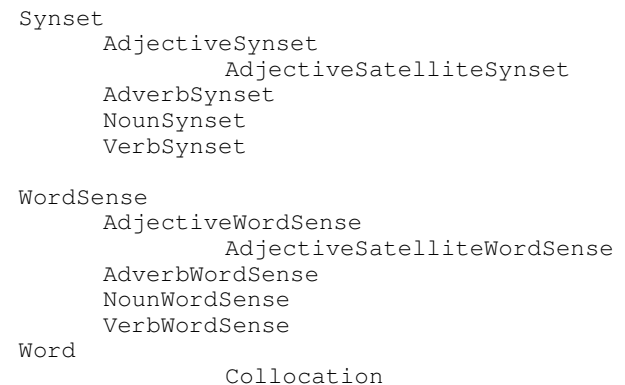 Synset
AdjectiveSynset
AdjectiveSatelliteSynset
AdverbSynset
NounSynset
VerbSynset
WordSense
AdjectiveWordSense
AdjectiveSatelliteWordSense
AdverbWordSense
NounWordSense
VerbWordSense
Word
Collocation